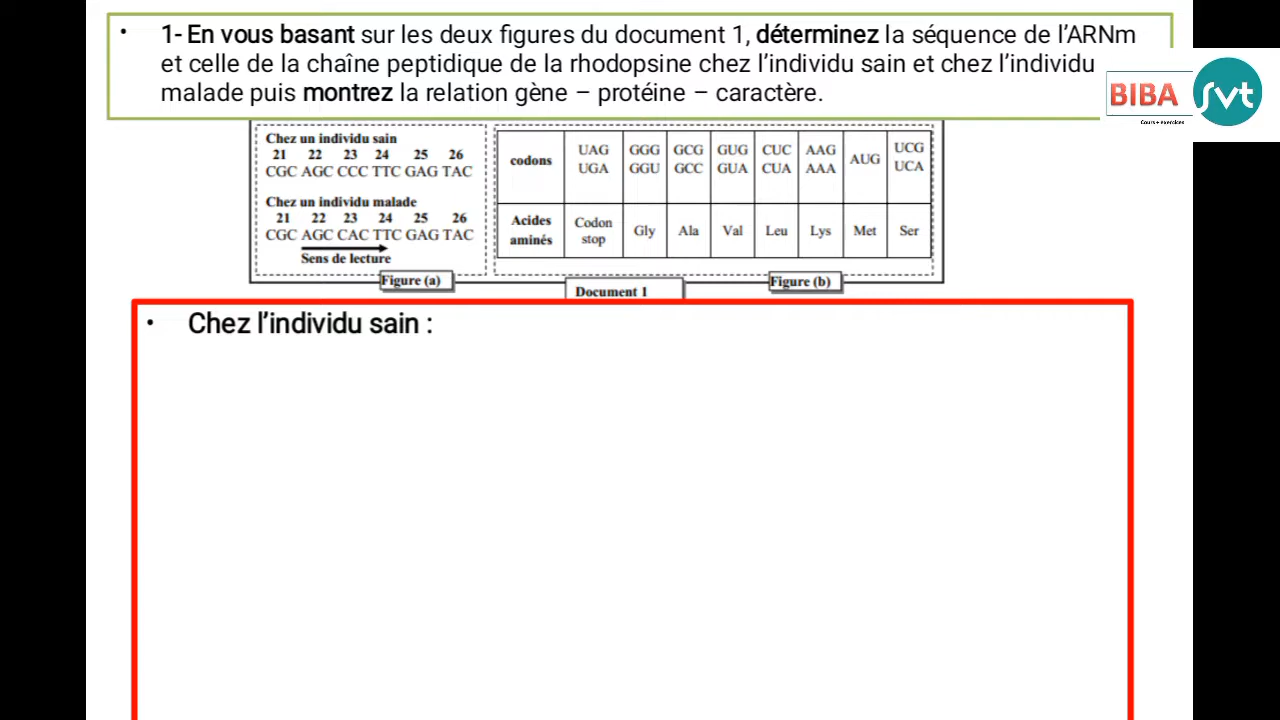 • 1- En vous basant sur les deux figures du document 1, déterminez la séquence de l'ARNm
et celle de la chaîne peptidique de la rhodopsine chez l'individu sain et chez l'individu
malade puis montrez la relation gène – protéine – caractère.
BIBA svt
Cours + exercices
Chez un individu sain
21 22 23 24 25 26
CGC AGC CCC TTC GAG TAC
Chez un individu malade
21 22 23 24 25 26
CGC AGC CAC TTC GAG TAC
Sens de lecture
Figure (a)
codons
UAG GGG GCG GUG CUC AAG AUG UCG
UGA GGU GCC GUA CUA AAA UCA
Acides
aminés
Codon
stop
Gly Ala Val Leu Lys Met Ser
Figure (b)
Document 1
• Chez l'individu sain :